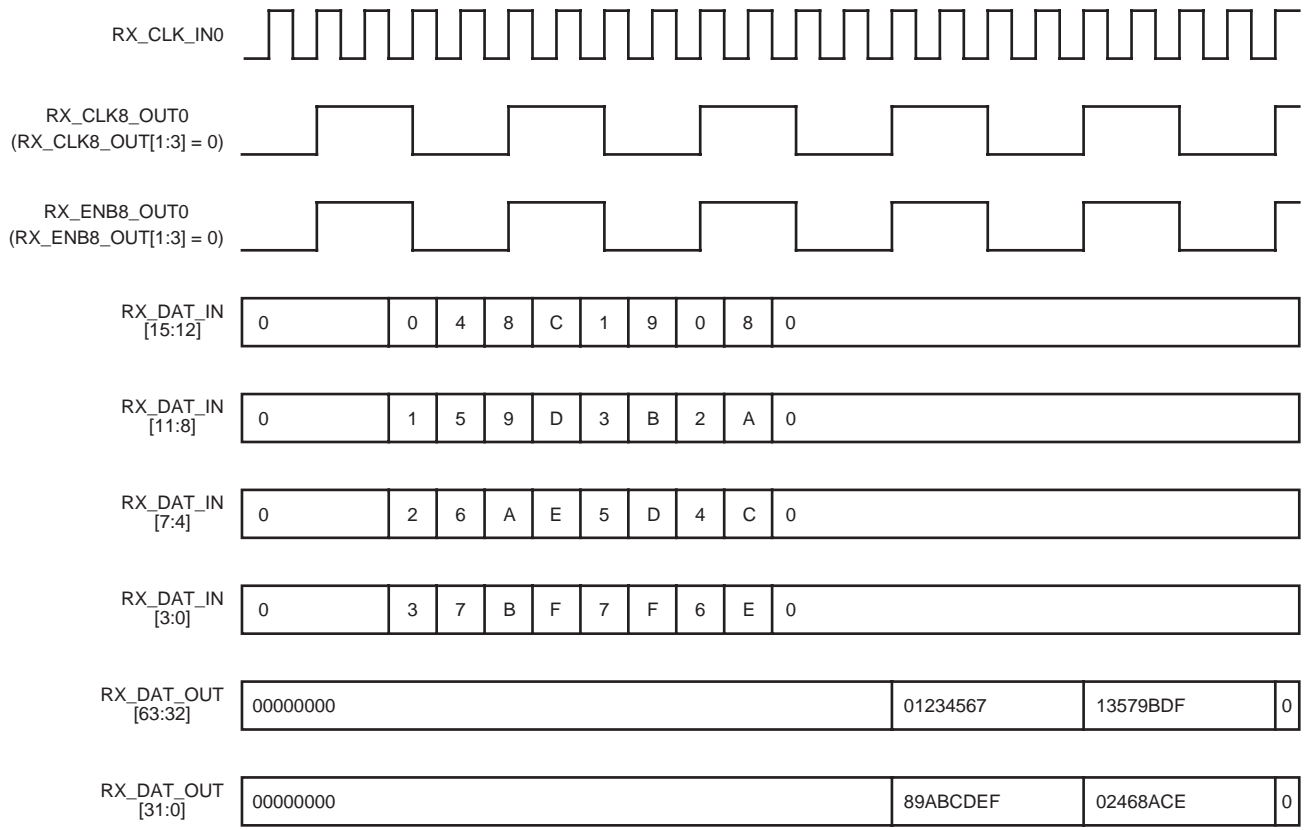 RX_CLK_IN0
RX_CLK8_OUT0
(RX_CLK8_OUT[1:3] = 0)
RX_ENB8_OUT0
(RX_ENB8_OUT[1:3] = 0)
RX_DAT_IN
[15:12]
0 0 4 8 C 1 9 0 8 0
RX_DAT_IN
[11:8]
0 1 5 9 D 3 B 2 A 0
RX_DAT_IN
[7:4]
0 2 6 A E 5 D 4 C 0
RX_DAT_IN
[3:0]
0 3 7 B F 7 F 6 E 0
RX_DAT_OUT
[63:32]
00000000 01234567 13579BDF 0
RX_DAT_OUT
[31:0]
00000000 89ABCDEF 02468ACE 0